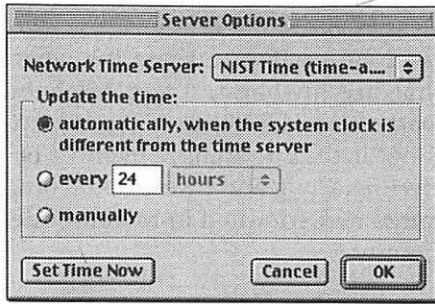 Server Options
Network Time Server: NIST Time (time-a....
Update the time:
automatically, when the system clock is
different from the time server
every 24 hours
manually
Set Time Now Cancel OK